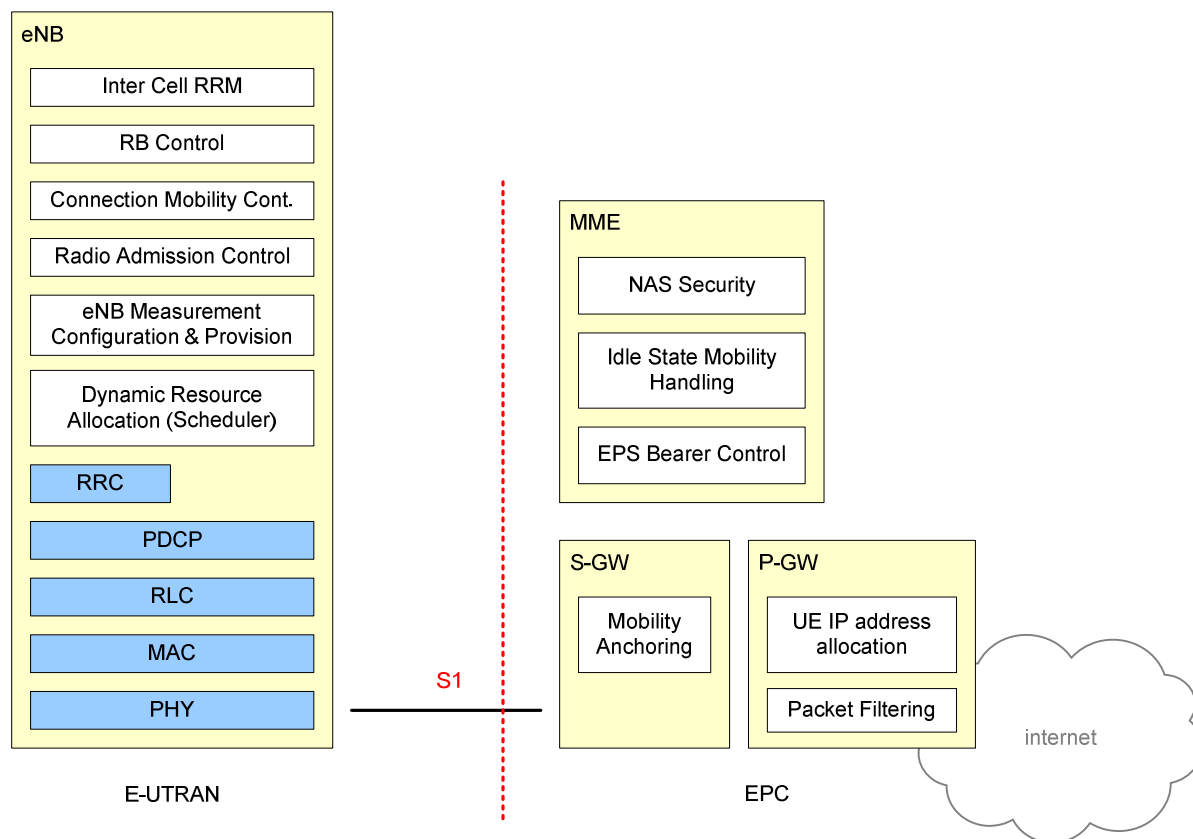 eNB
Inter Cell RRM
RB Control
Connection Mobility Cont.
Radio Admission Control
eNB Measurement
Configuration & Provision
Dynamic Resource
Allocation (Scheduler)
RRC
PDCP
RLC
MAC
PHY
S1
MME
NAS Security
Idle State Mobility
Handling
EPS Bearer Control
S-GW
Mobility
Anchoring
P-GW
UE IP address
allocation
Packet Filtering
internet
E-UTRAN
EPC